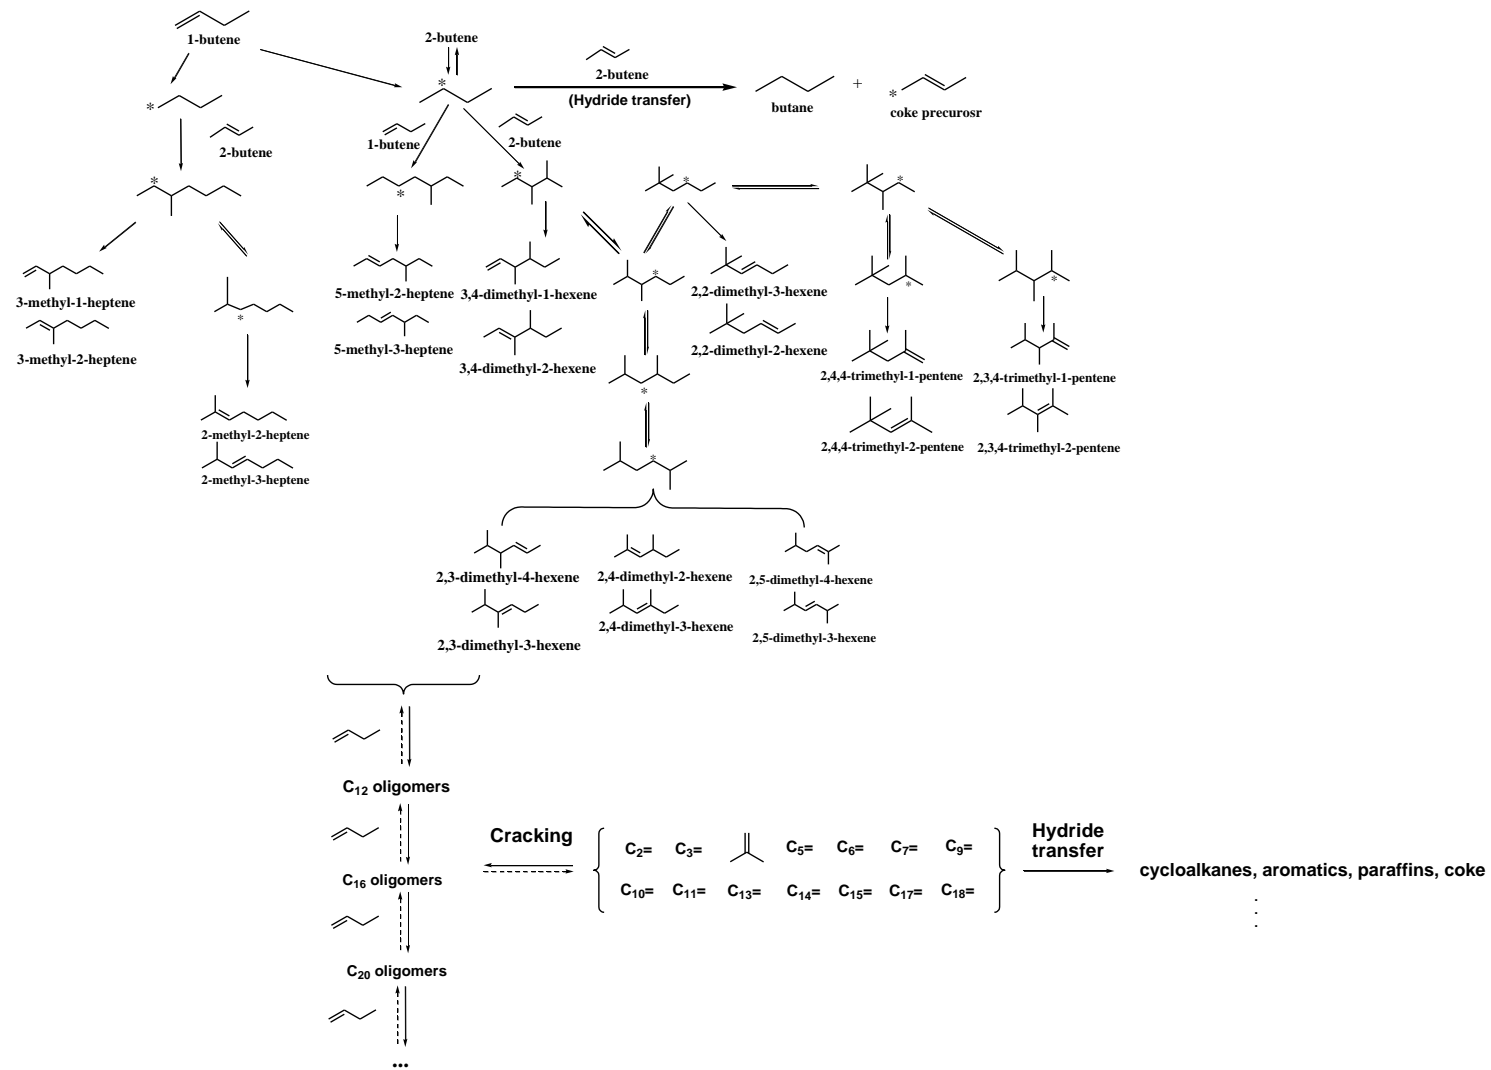 1-butene
2-butene
*
2-butene
(Hydride transfer)
butane
+
*
coke precurosr
*
2-butene
1-butene
2-butene
*
*
*
*
*
3-methyl-1-heptene
3-methyl-2-heptene
*
2-methyl-2-heptene
2-methyl-3-heptene
5-methyl-2-heptene
5-methyl-3-heptene
3,4-dimethyl-1-hexene
3,4-dimethyl-2-hexene
*
*
*
2,2-dimethyl-3-hexene
2,2-dimethyl-2-hexene
*
2,4,4-trimethyl-1-pentene
2,4,4-trimethyl-2-pentene
*
2,3,4-trimethyl-1-pentene
2,3,4-trimethyl-2-pentene
2,3-dimethyl-4-hexene
2,4-dimethyl-2-hexene
2,5-dimethyl-4-hexene
2,3-dimethyl-3-hexene
2,4-dimethyl-3-hexene
2,5-dimethyl-3-hexene
C12 oligomers
C16 oligomers
C20 oligomers
...
Cracking
C2= C3= C5= C6= C7= C9=
C10= C11= C13= C14= C15= C17= C18=
Hydride
transfer
cycloalkanes, aromatics, paraffins, coke
.
.
.